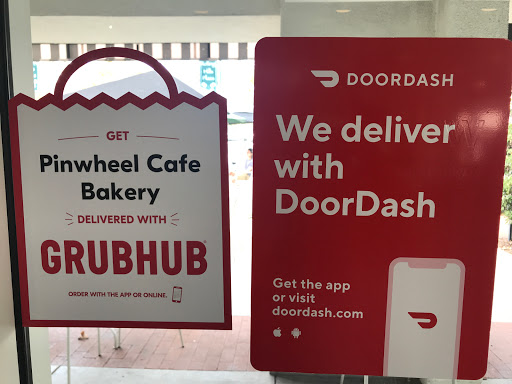 GET
Pinwheel Cafe
Bakery
DELIVERED WITH
GRUBHUB
ORDER WITH THE APP OR ONLINE.
DOORDASH
We deliver
with
DoorDash
Get the app
or visit
doordash.com